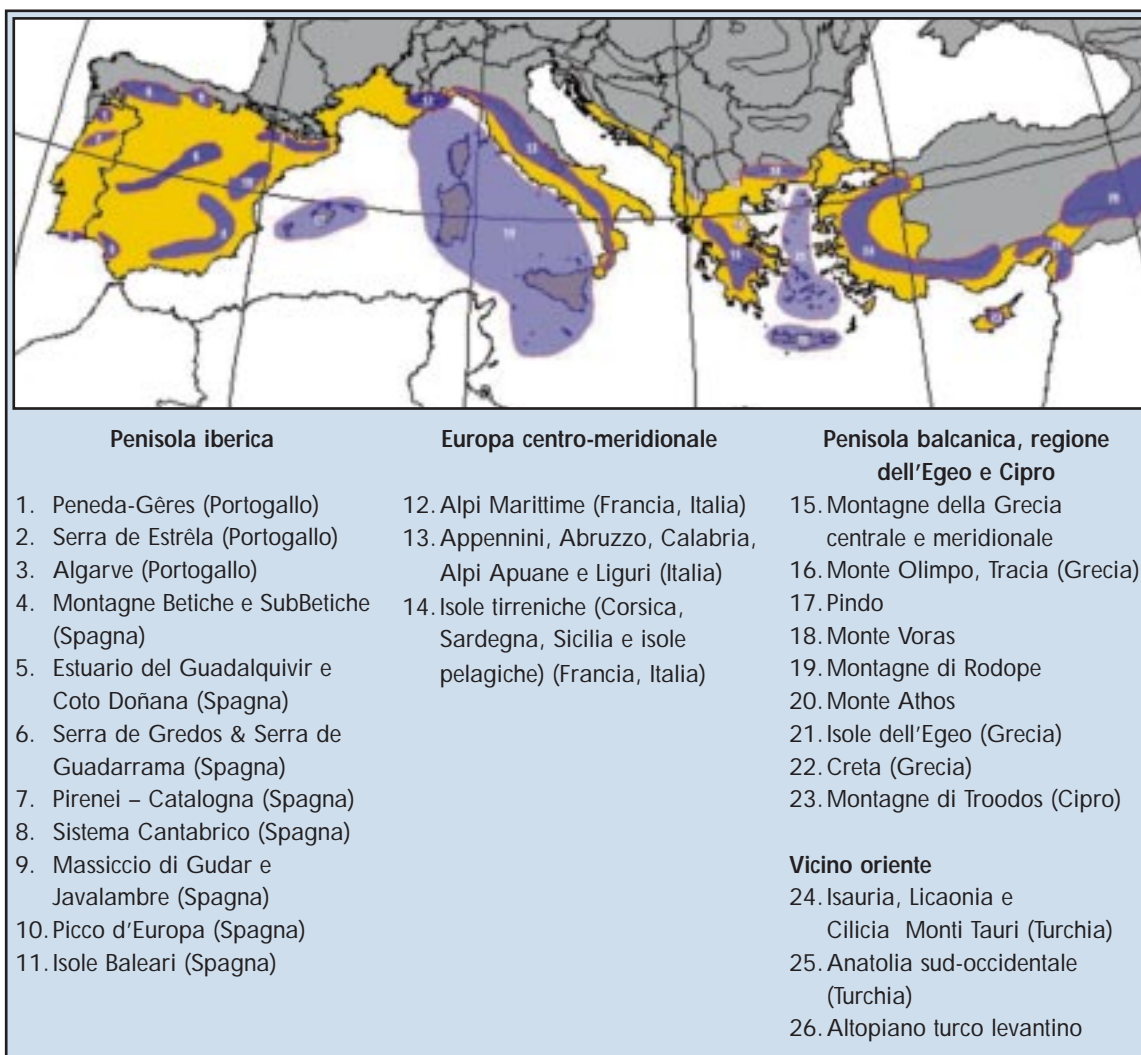 Penisola iberica
1. Peneda-Gêres (Portogallo)
2. Serra de Estrêla (Portogallo)
3. Algarve (Portogallo)
4. Montagne Betiche e SubBetiche
(Spagna)
5. Estuario del Guadalquivir e
Coto Doñana (Spagna)
6. Serra de Gredos & Serra de
Guadarrama (Spagna)
7. Pirenei – Catalogna (Spagna)
8. Sistema Cantabrico (Spagna)
9. Massiccio di Gudar e
Javalambre (Spagna)
10. Picco d'Europa (Spagna)
11. Isole Baleari (Spagna)
Europa centro-meridionale
12. Alpi Marittime (Francia, Italia)
13. Appennini, Abruzzo, Calabria,
Alpi Apuane e Liguri (Italia)
14. Isole tirreniche (Corsica,
Sardegna, Sicilia e isole
pelagiche) (Francia, Italia)
Penisola balcanica, regione
dell'Egeo e Cipro
15. Montagne della Grecia
centrale e meridionale
16. Monte Olimpo, Tracia (Grecia)
17. Pindo
18. Monte Voras
19. Montagne di Rodope
20. Monte Athos
21. Isole dell'Egeo (Grecia)
22. Creta (Grecia)
23. Montagne di Troodos (Cipro)
Vicino oriente
24. Isauria, Licaonia e
Cilicia Monti Tauri (Turchia)
25. Anatolia sud-occidentale
(Turchia)
26. Altopiano turco levantino